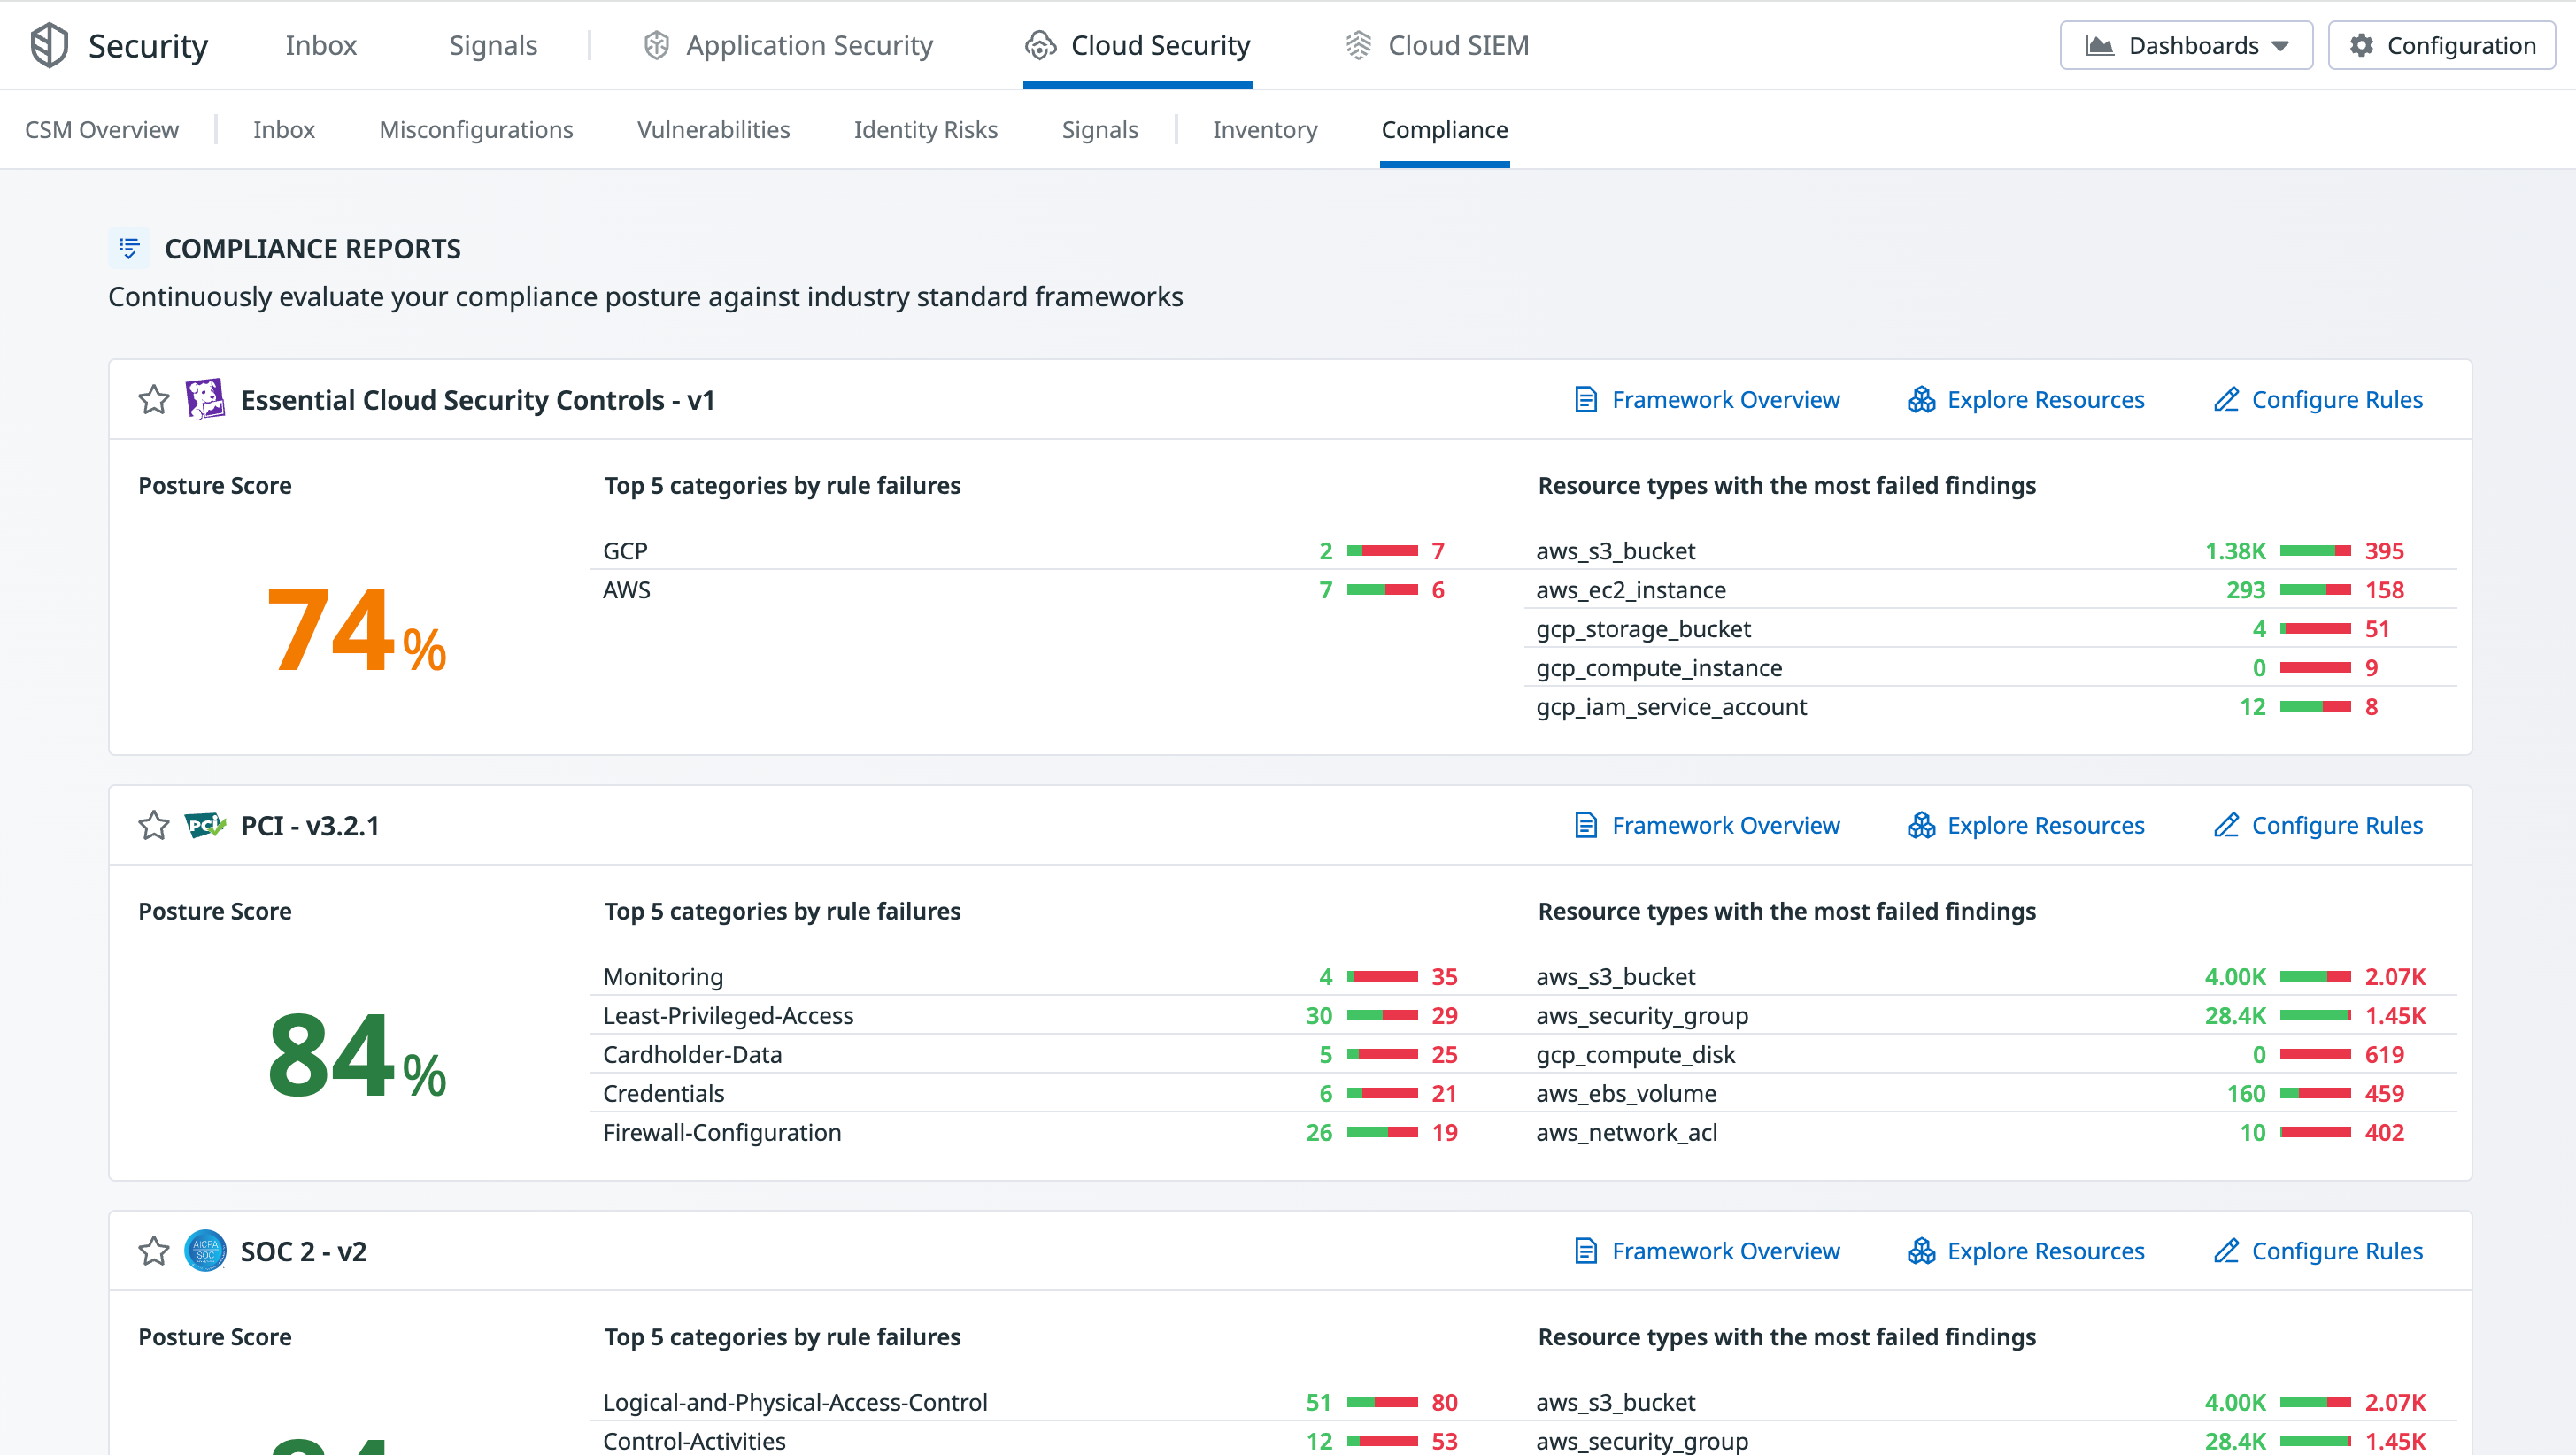 Security Inbox Signals Application Security Cloud Security Cloud SIEM Dashboards Configuration
CSM Overview Inbox Misconfigurations Vulnerabilities Identity Risks Signals Inventory Compliance
COMPLIANCE REPORTS
Continuously evaluate your compliance posture against industry standard frameworks
Essential Cloud Security Controls - v1 Framework Overview Explore Resources Configure Rules
Posture Score Top 5 categories by rule failures Resource types with the most failed findings
74%
GCP 2 7
AWS 7 6
aws_s3_bucket 1.38K 395
aws_ec2_instance 293 158
gcp_storage_bucket 4 51
gcp_compute_instance 0 9
gcp_iam_service_account 12 8
PCI PCI - v3.2.1 Framework Overview Explore Resources Configure Rules
Posture Score Top 5 categories by rule failures Resource types with the most failed findings
84%
Monitoring 4 35
Least-Privileged-Access 30 29
Cardholder-Data 5 25
Credentials 6 21
Firewall-Configuration 26 19
aws_s3_bucket 4.00K 2.07K
aws_security_group 28.4K 1.45K
gcp_compute_disk 0 619
aws_ebs_volume 160 459
aws_network_acl 10 402
AICPA
SOC
SOC 2 - v2 Framework Overview Explore Resources Configure Rules
Posture Score Top 5 categories by rule failures Resource types with the most failed findings
Logical-and-Physical-Access-Control 51 80
Control-Activities 12 53
aws_s3_bucket 4.00K 2.07K
aws_security_group 28.4K 1.45K